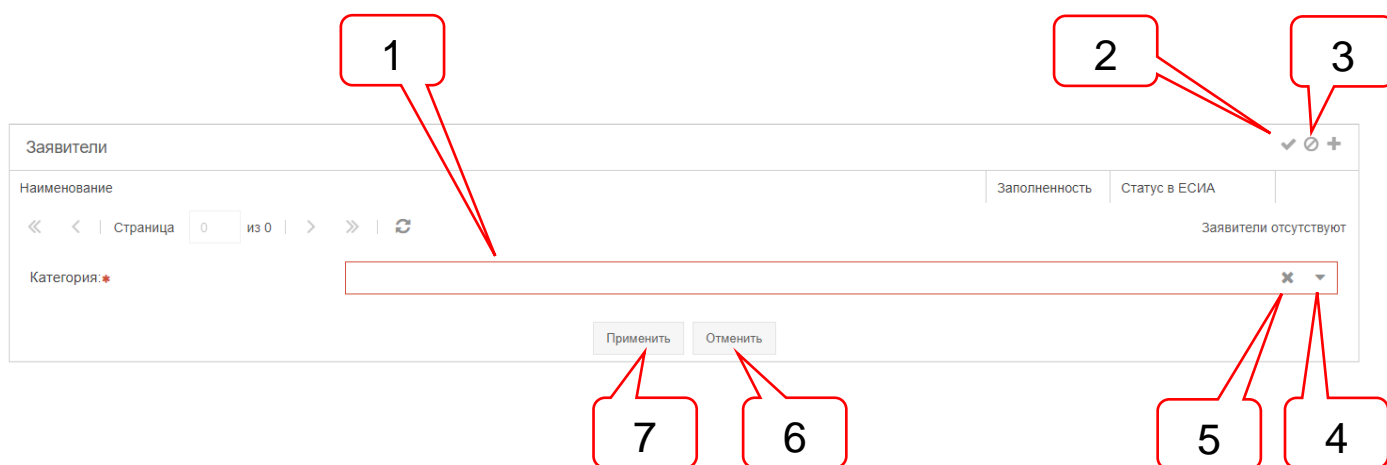 1
2
3
Заявители
Наименование Заполненность Статус в ЕСИА
Страница 0 из 0 Заявители отсутствуют
Категория:*
Применить Отменить
7
6
5
4